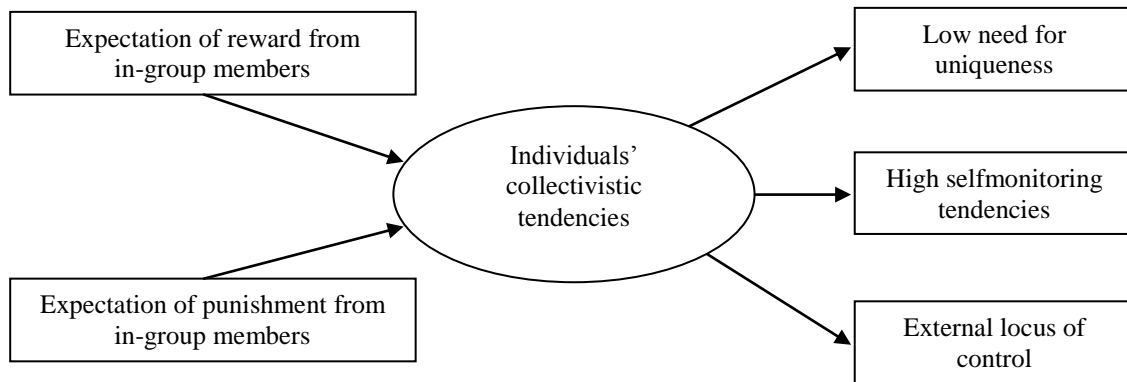 Expectation of reward from
in-group members
Expectation of punishment from
in-group members
Individuals’
collectivistic
tendencies
Low need for
uniqueness
High selfmonitoring
tendencies
External locus of
control